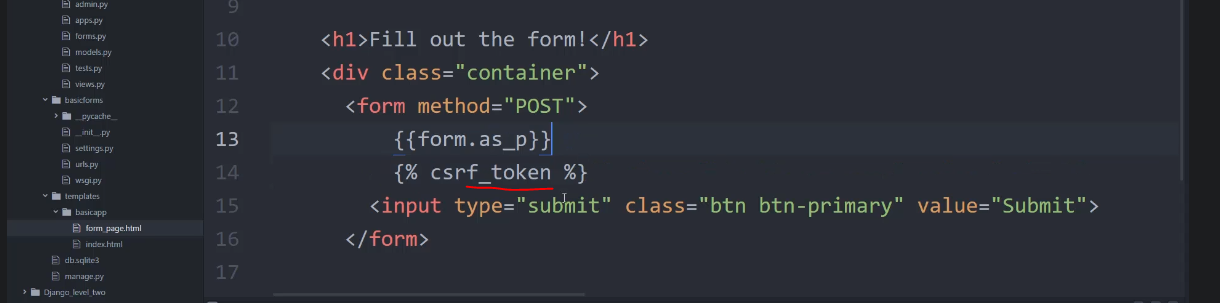 admin.py
apps.py
forms.py
models.py
tests.py
views.py
basicforms
__pycache__
__init__.py
settings.py
urls.py
wsgi.py
templates
basicapp
form_page.html
index.html
db.sqlite3
manage.py
Django_level_two
9
10 <h1>Fill out the form!</h1>
11 <div class="container">
12 <form method="POST">
13 {{form.as_p}}
14 {% csrf_token %}
15 <input type="submit" class="btn btn-primary" value="Submit">
16 </form>
17